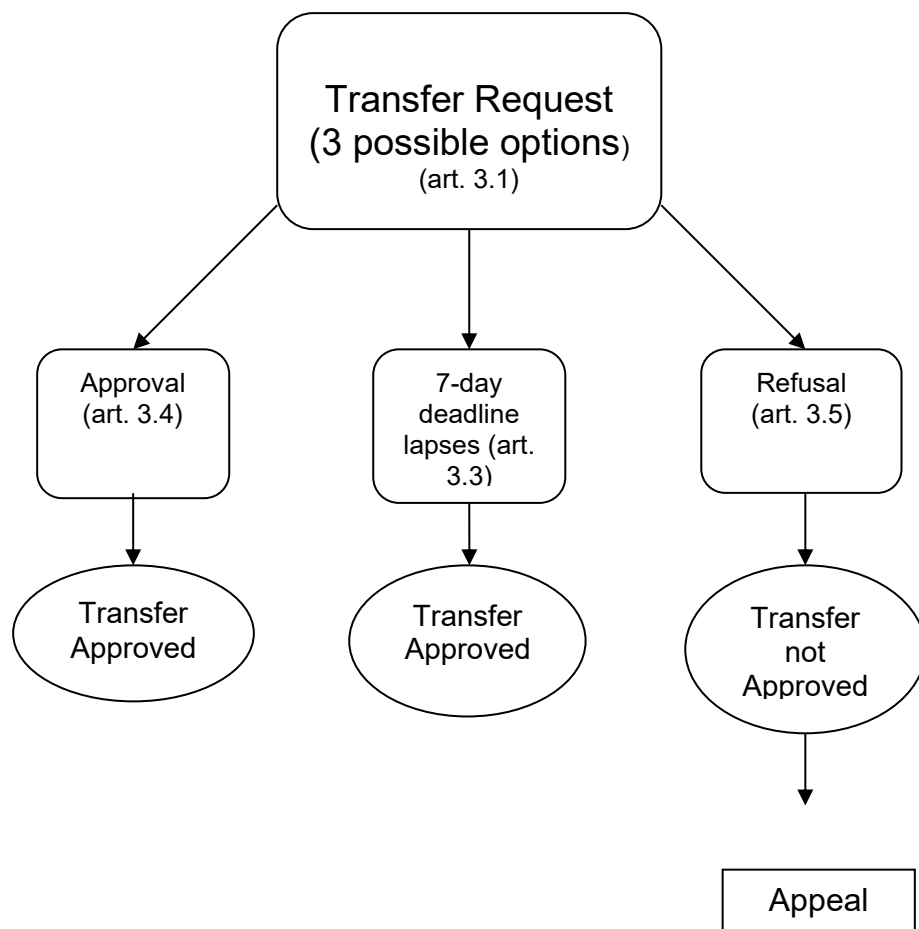 Transfer Request
(3 possible options)
(art. 3.1)
Approval
(art. 3.4)
7-day
deadline
lapses (art.
3.3)
Refusal
(art. 3.5)
Transfer
Approved
Transfer
Approved
Transfer
not
Approved
Appeal